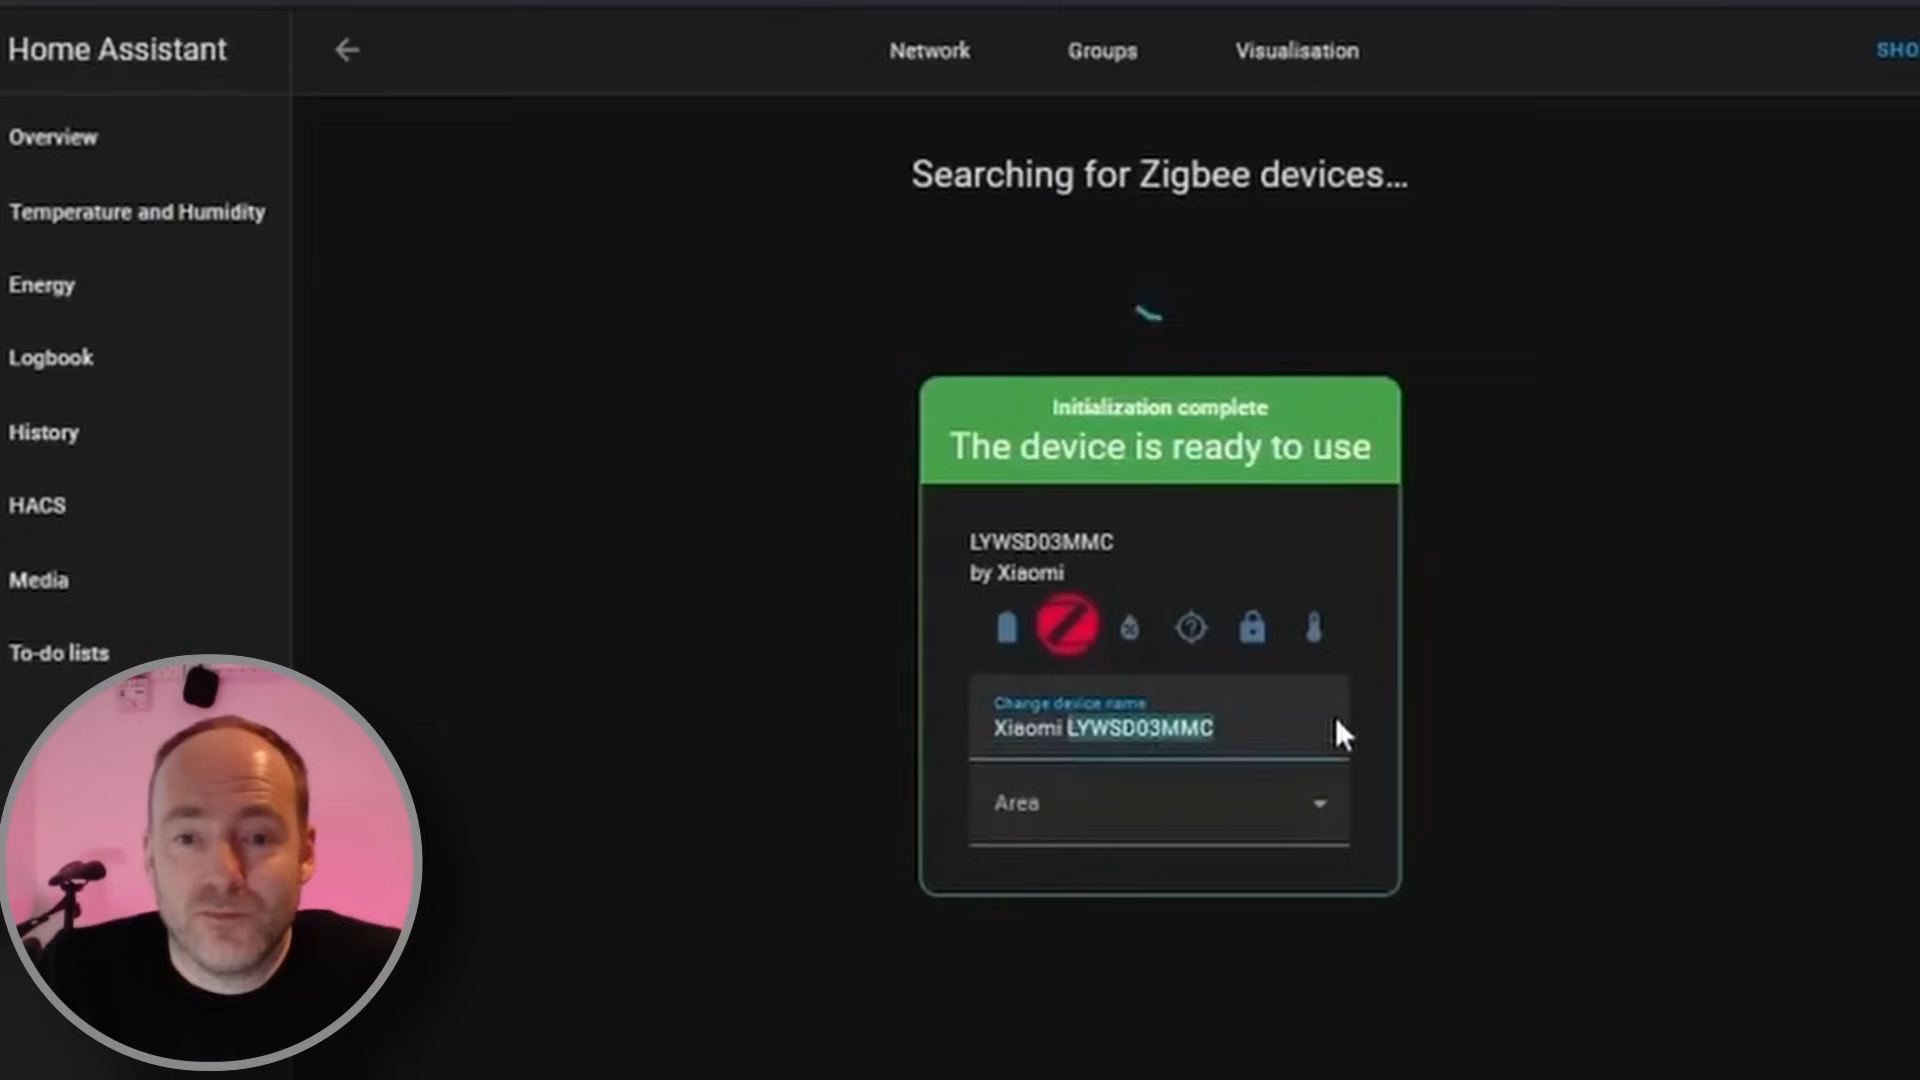 Home Assistant
Network
Groups
Visualisation
SHO
Overview
Temperature and Humidity
Energy
Logbook
History
HACS
Media
To-do lists
Searching for Zigbee devices...
Initialization complete
The device is ready to use
LYWSD03MMC
by Xiaomi
Change device name
Xiaomi LYWSD03MMC
Area